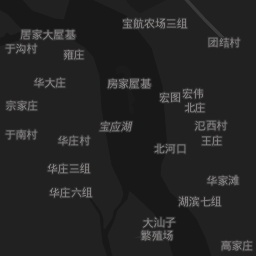 宝航农场三组
居家大屋基
团结村
于沟村
雍庄
华大庄
房家屋基
宏伟
宏图
北庄
宗家庄
宝应湖
氾西村
于南村
华庄村
王庄
北河口
华庄三组
华家滩
华庄六组
湖滨七组
大汕子
繁殖场
高家庄